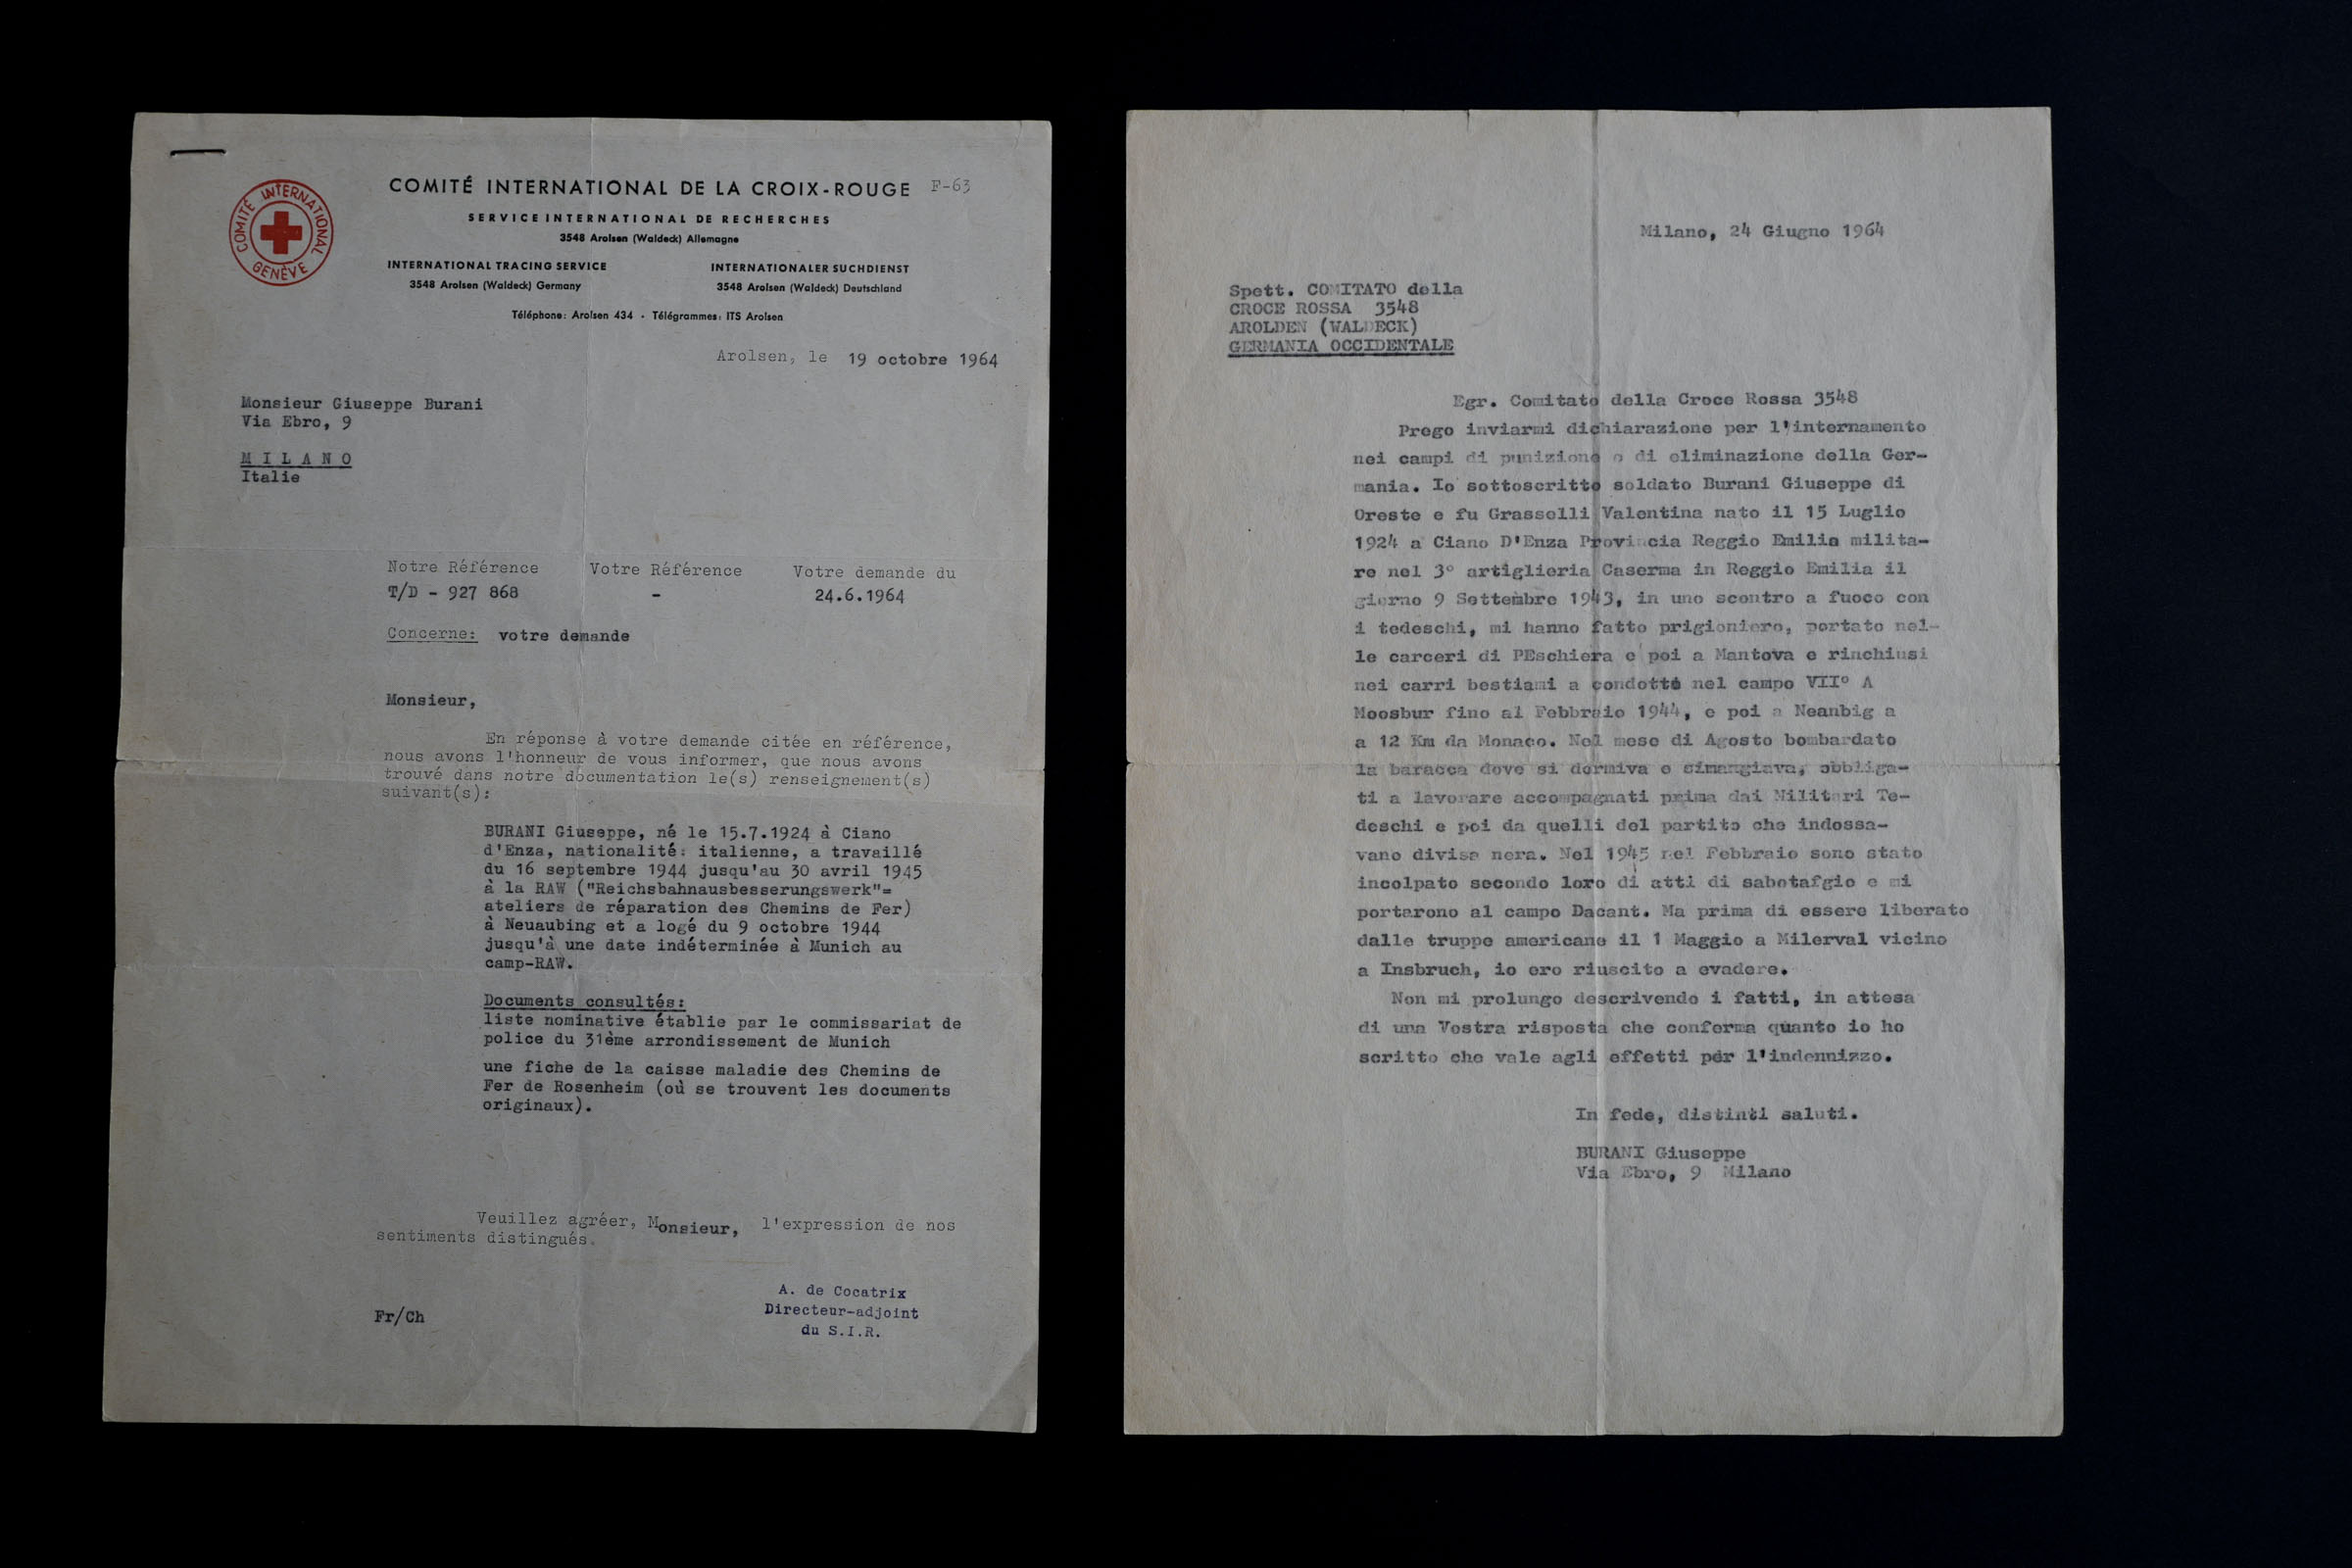 COMITÉ INTERNATIONAL GENÈVE
COMITÉ INTERNATIONAL DE LA CROIX-ROUGE F-63
SERVICE INTERNATIONAL DE RECHERCHES
3548 Arolsen (Waldeck) Allemagne
INTERNATIONAL TRACING SERVICE
3548 Arolsen (Waldeck) Germany
INTERNATIONALER SUCHDIENST
3548 Arolsen (Waldeck) Deutschland
Téléphone: Arolsen 434 · Télégrammes: ITS Arolsen
Arolsen, le 19 octobre 1964
Monsieur Giuseppe Burani
Via Ebro, 9
M I L A N O
Italie
Notre Référence Votre Référence Votre demande du
T/D - 927 868 - 24.6.1964
Concerne: votre demande
Monsieur,
En réponse à votre demande citée en référence,
nous avons l'honneur de vous informer, que nous avons
trouvé dans notre documentation le(s) renseignement(s)
suivant(s):
BURANI Giuseppe, né le 15.7.1924 à Ciano
d'Enza, nationalité: italienne, a travaillé
du 16 septembre 1944 jusqu'au 30 avril 1945
à la RAW ("Reichsbahnausbesserungswerk"=
ateliers de réparation des Chemins de Fer)
à Neuaubing et a logé du 9 octobre 1944
jusqu'à une date indéterminée à Munich au
camp-RAW.
Documents consultés:
liste nominative établie par le commissariat de
police du 31ème arrondissement de Munich
une fiche de la caisse maladie des Chemins de
Fer de Rosenheim (où se trouvent les documents
originaux).
Veuillez agréer, Monsieur, l'expression de nos
sentiments distingués.
A. de Cocatrix
Directeur-adjoint
du S.I.R.
Fr/Ch
Milano, 24 Giugno 1964
Spett. COMITATO della
CROCE ROSSA 3548
AROLDEN (WALDECK)
GERMANIA OCCIDENTALE
Egr. Comitato della Croce Rossa 3548
Prego inviarmi dichiarazione per l'internamento
nei campi di punizione o di eliminazione della Ger-
mania. Io sottoscritto soldato Burani Giuseppe di
Oreste e fu Grasselli Valentina nato il 15 Luglio
1924 a Ciano D'Enza Provincia Reggio Emilia milita-
re nel 3° artiglieria Caserma in Reggio Emilia il
giorno 9 Settembre 1943, in uno scontro a fuoco con
i tedeschi, mi hanno fatto prigioniero, portato nel-
le carceri di PEschiera e poi a Mantova e rinchiusi
nei carri bestiami a condotte nel campo VII° A
Moosbur fino al Febbraio 1944, e poi a Neanbig a
a 12 Km da Monaco. Nel mese di Agosto bombardato
la baracca dove si dormiva e simangiava, obbliga-
ti a lavorare accompagnati prima dai Militari Te-
deschi e poi da quelli del partito che indossa-
vano divisa nera. Nel 1945 nel Febbraio sono stato
incolpato secondo loro di atti di sabotafgio e mi
portarono al campo Dacant. Ma prima di essere liberato
dalle truppe americane il 1 Maggio a Milerval vicino
a Insbruch, io ero riuscito a evadere.
Non mi prolungo descrivendo i fatti, in attesa
di una Vostra risposta che conferma quanto io ho
scritto che vale agli effetti pèr l'indennizzo.
In fede, distinti saluti.
BURANI Giuseppe
Via Ebro, 9 Milano